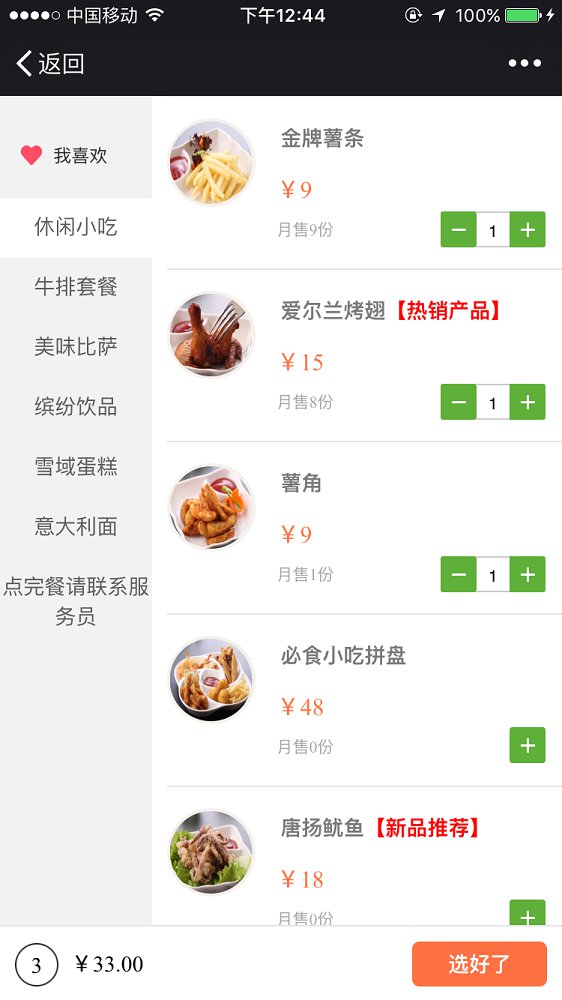 中国移动 下午12:44 100%
返回
我喜欢
休闲小吃
牛排套餐
美味比萨
缤纷饮品
雪域蛋糕
意大利面
点完餐请联系服
务员
金牌薯条
￥9
月售9份
1
爱尔兰烤翅【热销产品】
￥15
月售8份
1
薯角
￥9
月售1份
1
必食小吃拼盘
￥48
月售0份
唐扬鱿鱼【新品推荐】
￥18
月售0份
3 ￥33.00 选好了